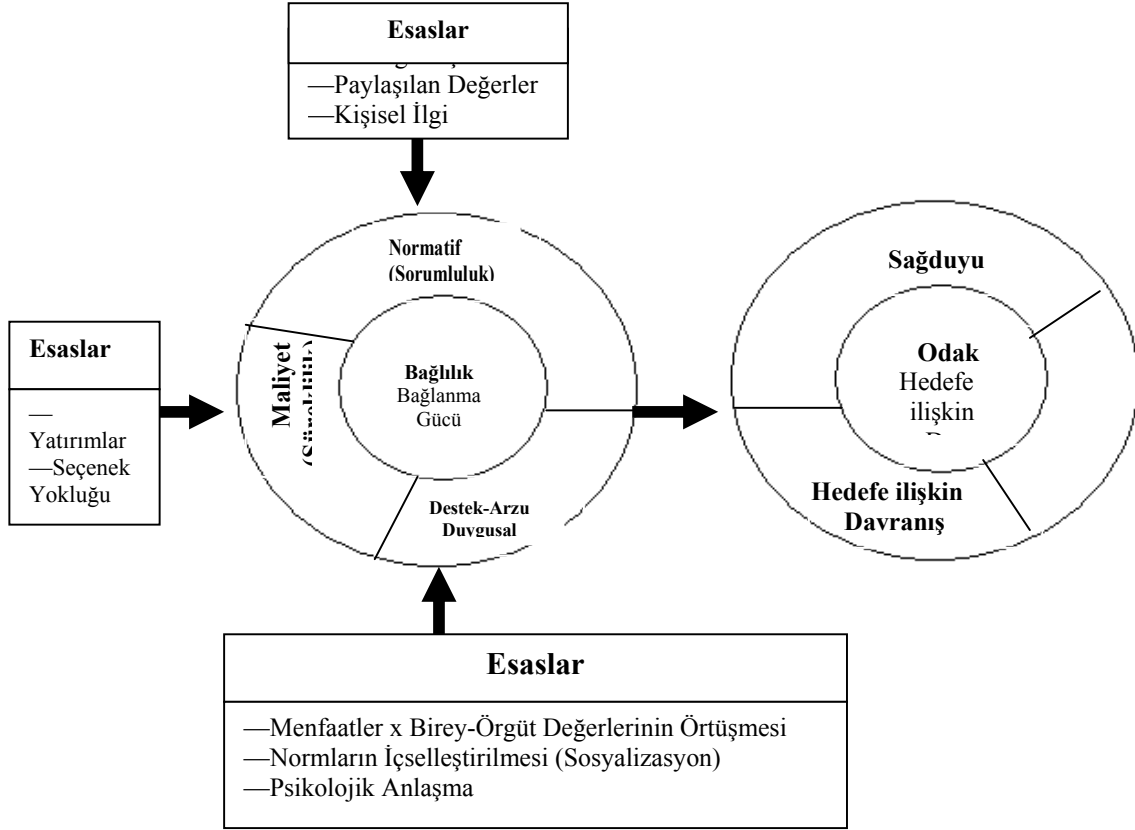 Esaslar
—Paylaşılan Değerler
—Kişisel İlgi
Normatif
(Sorumluluk)
Sağduyu
Esaslar
—
Yatırımlar
—Seçenek
Yokluğu
Maliyet
Bağlılık
Bağlanma
Gücü
Odak
Hedefe
ilişkin
Destek-Arzu
Duygusal
Hedefe ilişkin
Davranış
Esaslar
—Menfaatler x Birey-Örgüt Değerlerinin Örtüşmesi
—Normların İçselleştirilmesi (Sosyalizasyon)
—Psikolojik Anlaşma